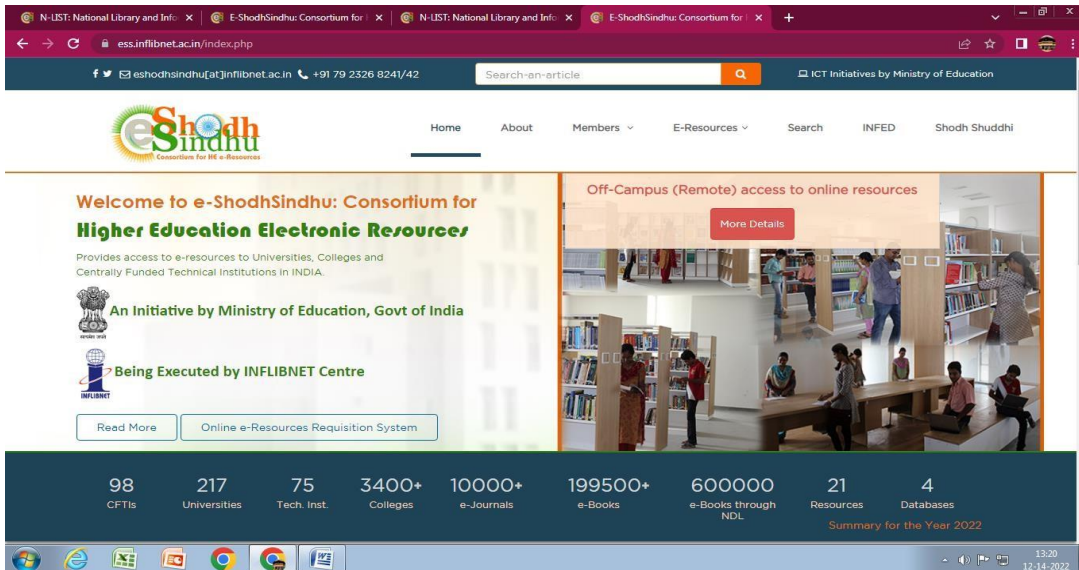 N-LIST: National Library and Info
E-ShodhSindhu: Consortium for
N-LIST: National Library and Info
E-ShodhSindhu: Consortium for
ess.inflibnet.ac.in/index.php
eshodhsindhu[at]inflibnet.ac.in +91 79 2326 8241/42
Search-an-article
ICT Initiatives by Ministry of Education
eShodh
Sindhu
Consortium for HE e-Resources
Home About Members E-Resources Search INFED Shodh Shuddhi
Welcome to e-ShodhSindhu: Consortium for
Higher Education Electronic Resources
Provides access to e-resources to Universities, Colleges and
Centrally Funded Technical Institutions in INDIA.
An Initiative by Ministry of Education, Govt of India
सत्यमेव जयते
Being Executed by INFLIBNET Centre
INFLIBNET
Read More
Online e-Resources Requisition System
Off-Campus (Remote) access to online resources
More Details
98 217 75 3400+ 10000+ 199500+ 600000 21 4
CFTIs Universities Tech. Inst. Colleges e-Journals e-Books e-Books through Resources Databases
NDL
Summary for the Year 2022
13:20
12-14-2022